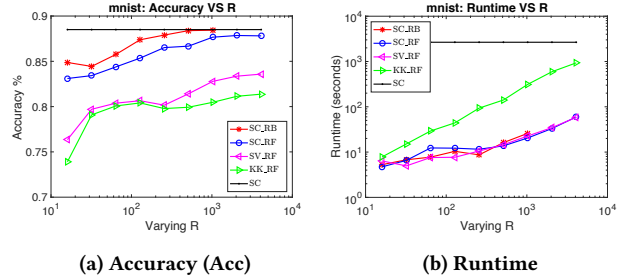 mnist: Accuracy VS R
0.9
0.85
0.8
0.75
0.7
Accuracy %
SC_RB
SC_RF
SV_RF
KK_RF
SC
10^1
10^2
10^3
10^4
Varying R
(a) Accuracy (Acc)
mnist: Runtime VS R
10^4
10^3
10^2
10^1
10^0
Runtime (seconds)
SC_RB
SC_RF
SV_RF
KK_RF
SC
10^1
10^2
10^3
10^4
Varying R
(b) Runtime